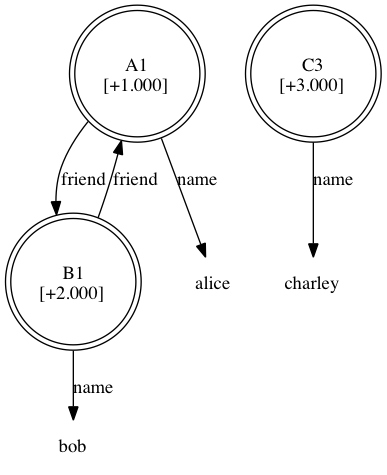 A1
[+1.000]
C3
[+3.000]
friend
friend
name
name
B1
[+2.000]
alice
charley
name
bob